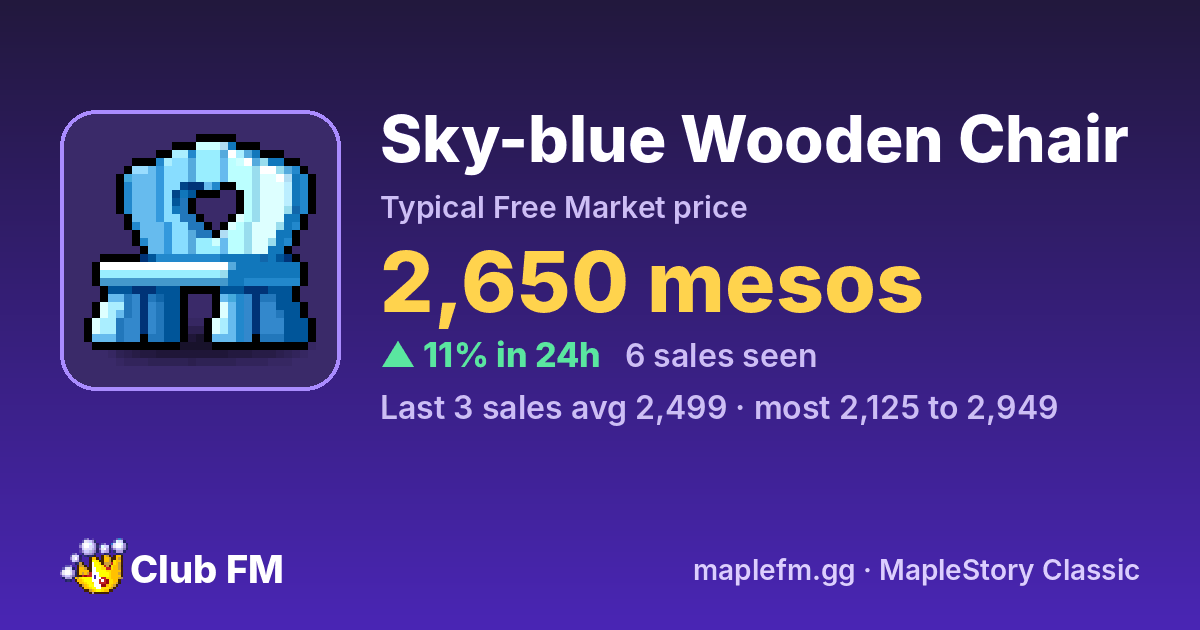 Sky-blue Wooden Chair
Typical Free Market price
2,650 mesos
▲ 11% in 24h 6 sales seen
Last 3 sales avg 2,499 · most 2,125 to 2,949
Club FM
maplefm.gg · MapleStory Classic